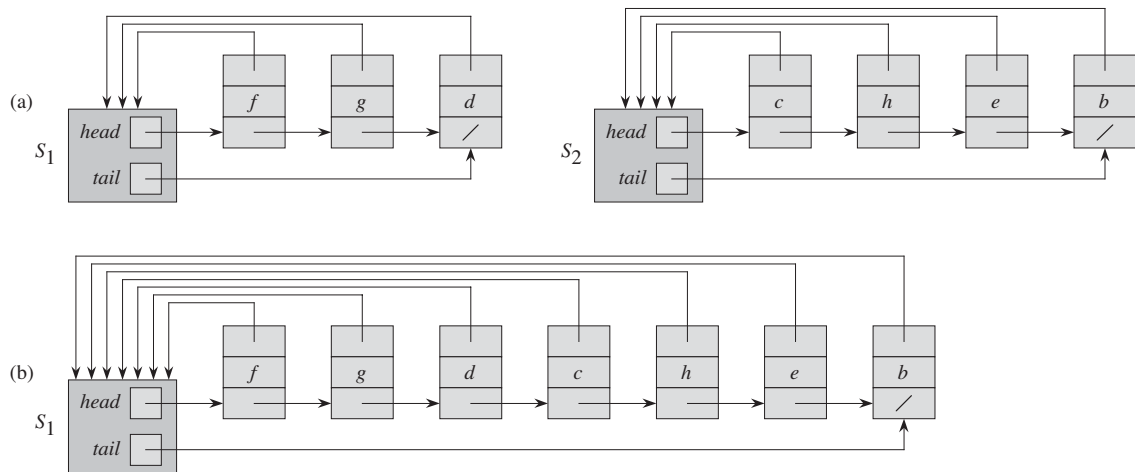 (a)
f g d
head
S1
tail
c h e b
head
S2
tail
(b)
f g d c h e b
head
S1
tail